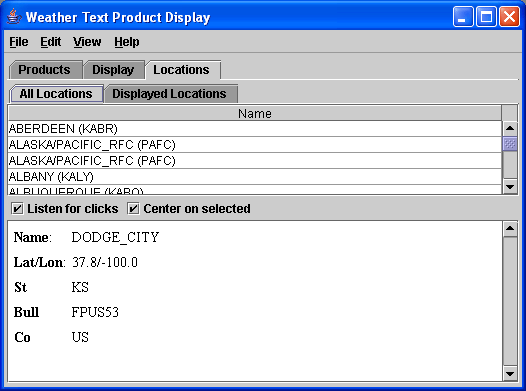 Weather Text Product Display
File Edit View Help
Products Display Locations
All Locations Displayed Locations
Name
ABERDEEN (KABR)
ALASKA/PACIFIC_RFC (PAFC)
ALASKA/PACIFIC_RFC (PAFC)
ALBANY (KALY)
ALBUQUERQUE (KABQ)
Listen for clicks Center on selected
Name: DODGE_CITY
Lat/Lon: 37.8/-100.0
St KS
Bull FPUS53
Co US